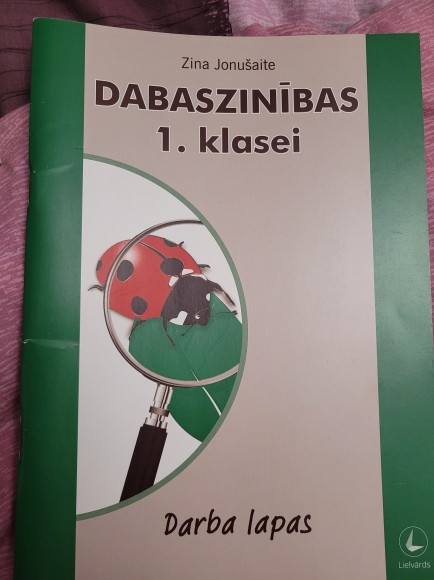 Zina Jonušaite
DABASZINĪBAS
1. klasei
Darba lapas
Lielvārds